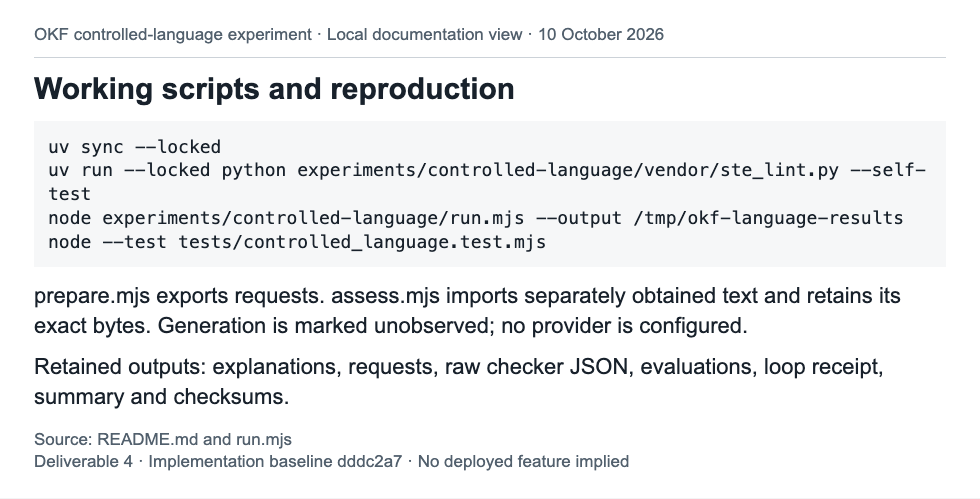 OKF controlled-language experiment · Local documentation view · 10 October 2026
Working scripts and reproduction
uv sync --locked
uv run --locked python experiments/controlled-language/vendor/ste_lint.py --self-
test
node experiments/controlled-language/run.mjs --output /tmp/okf-language-results
node --test tests/controlled_language.test.mjs
prepare.mjs exports requests. assess.mjs imports separately obtained text and retains its
exact bytes. Generation is marked unobserved; no provider is configured.
Retained outputs: explanations, requests, raw checker JSON, evaluations, loop receipt,
summary and checksums.
Source: README.md and run.mjs
Deliverable 4 · Implementation baseline dddc2a7 · No deployed feature implied